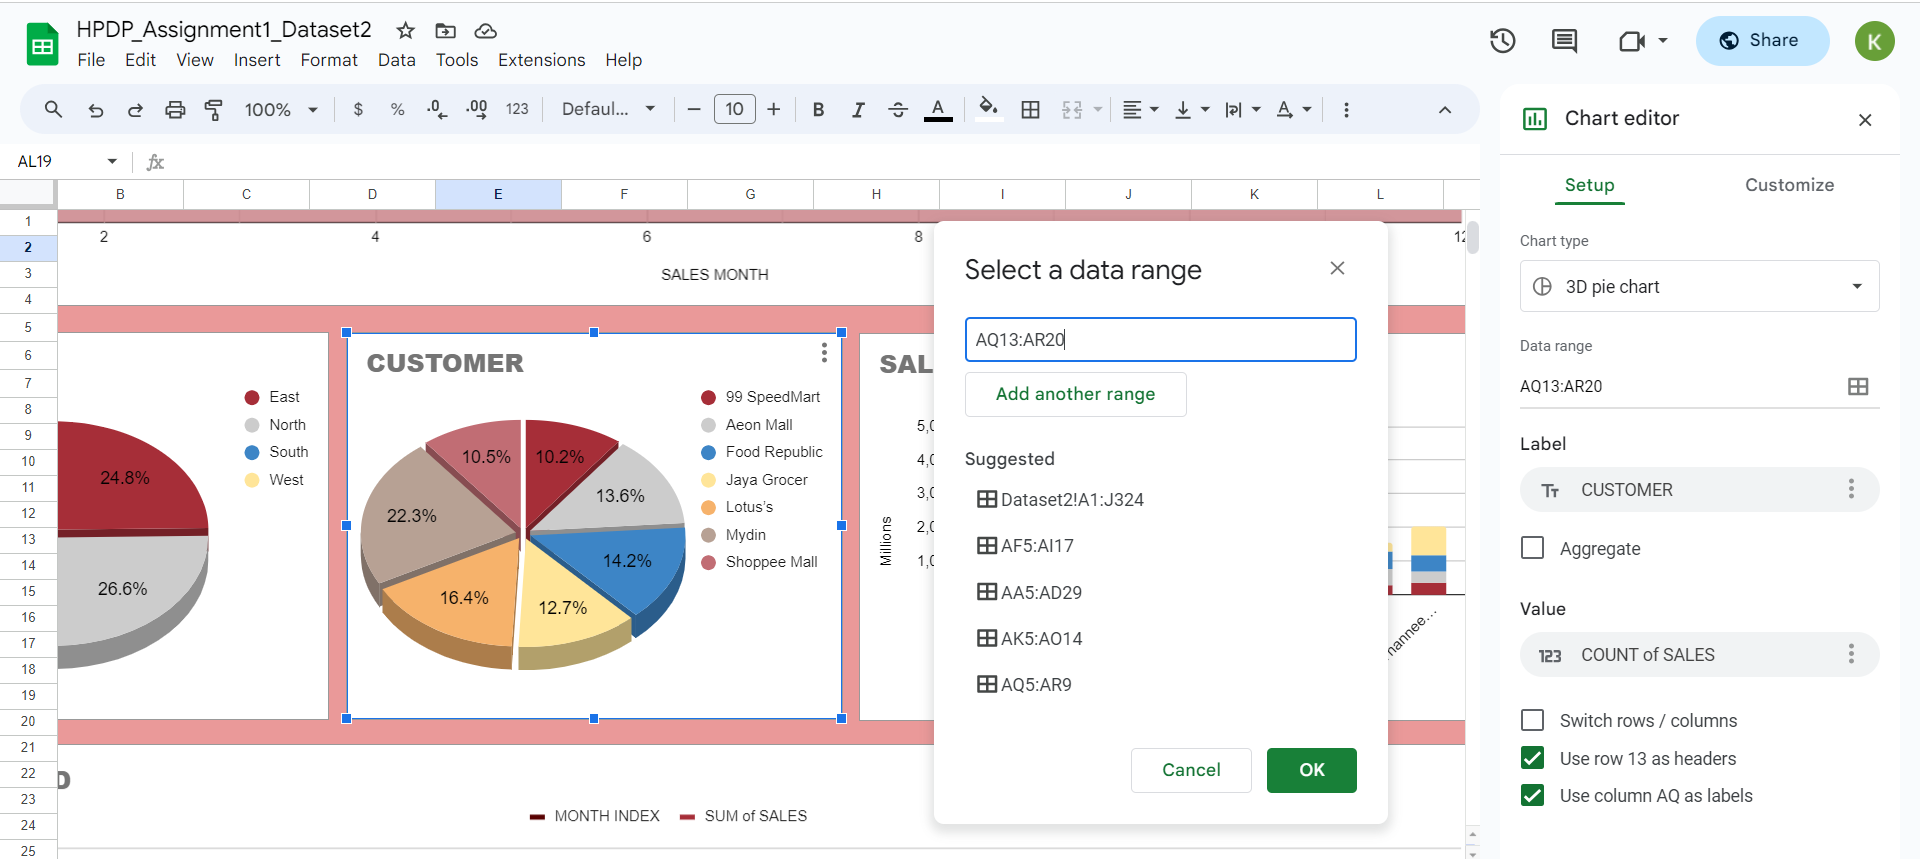 HPDP_Assignment1_Dataset2
File Edit View Insert Format Data Tools Extensions Help
Share
K
100% $ % .0 .00 123 Defaul... 10 B I S A
AL19 fx
B C D E F G H I J K L
1
2
3
4
5
6
7
8
9
10
11
12
13
14
15
16
17
18
19
20
21
22
23
24
25
2 4 6 8 12
SALES MONTH
24.8%
26.6%
East
North
South
West
CUSTOMER
10.5% 10.2%
13.6%
22.3%
14.2%
16.4%
12.7%
99 SpeedMart
Aeon Mall
Food Republic
Jaya Grocer
Lotus's
Mydin
Shoppee Mall
SAL
Millions
5,0
4,0
3,0
2,0
1,0
hannee...
D
MONTH INDEX SUM of SALES
Select a data range
AQ13:AR20
Add another range
Suggested
Dataset2!A1:J324
AF5:AI17
AA5:AD29
AK5:AO14
AQ5:AR9
Cancel OK
Chart editor
Setup Customize
Chart type
3D pie chart
Data range
AQ13:AR20
Label
Tт CUSTOMER
Aggregate
Value
123 COUNT of SALES
Switch rows / columns
Use row 13 as headers
Use column AQ as labels